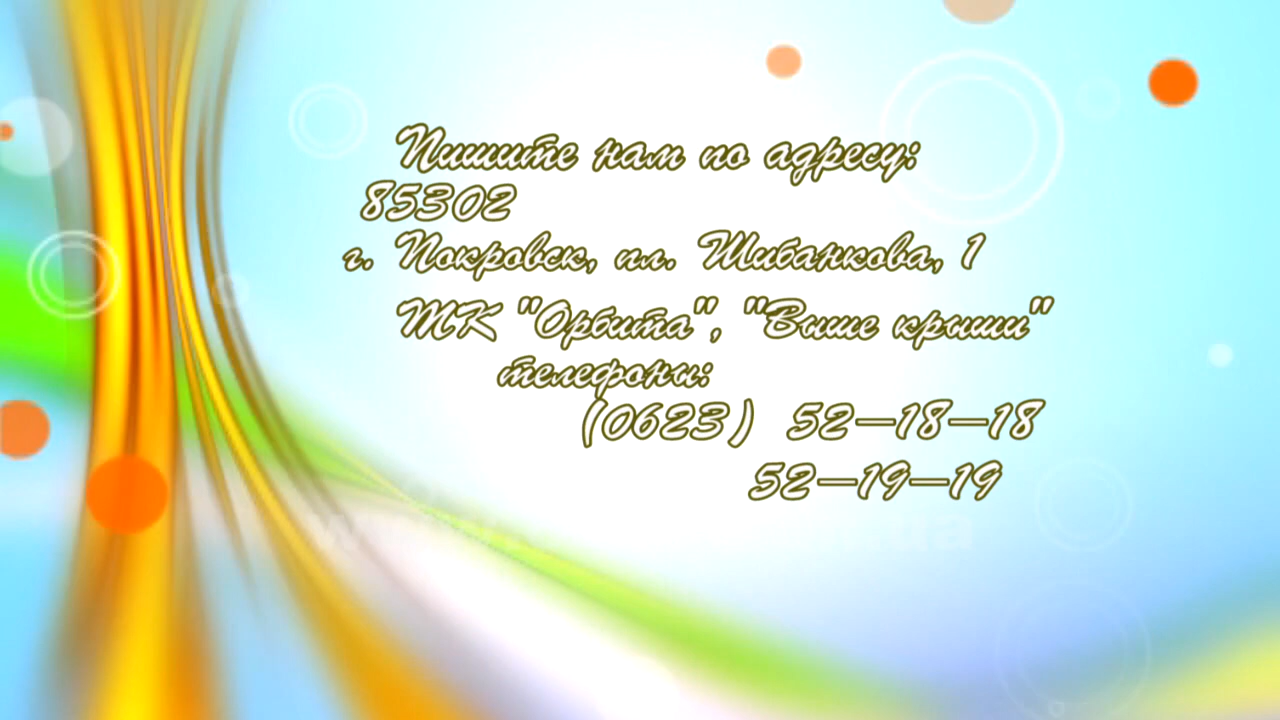 Пишите нам по адресу:
85302
г. Покровск, пл. Шибанкова, 1
ТК "Орбита", "Выше крыши"
телефоны:
(0623) 52-18-18
52-19-19